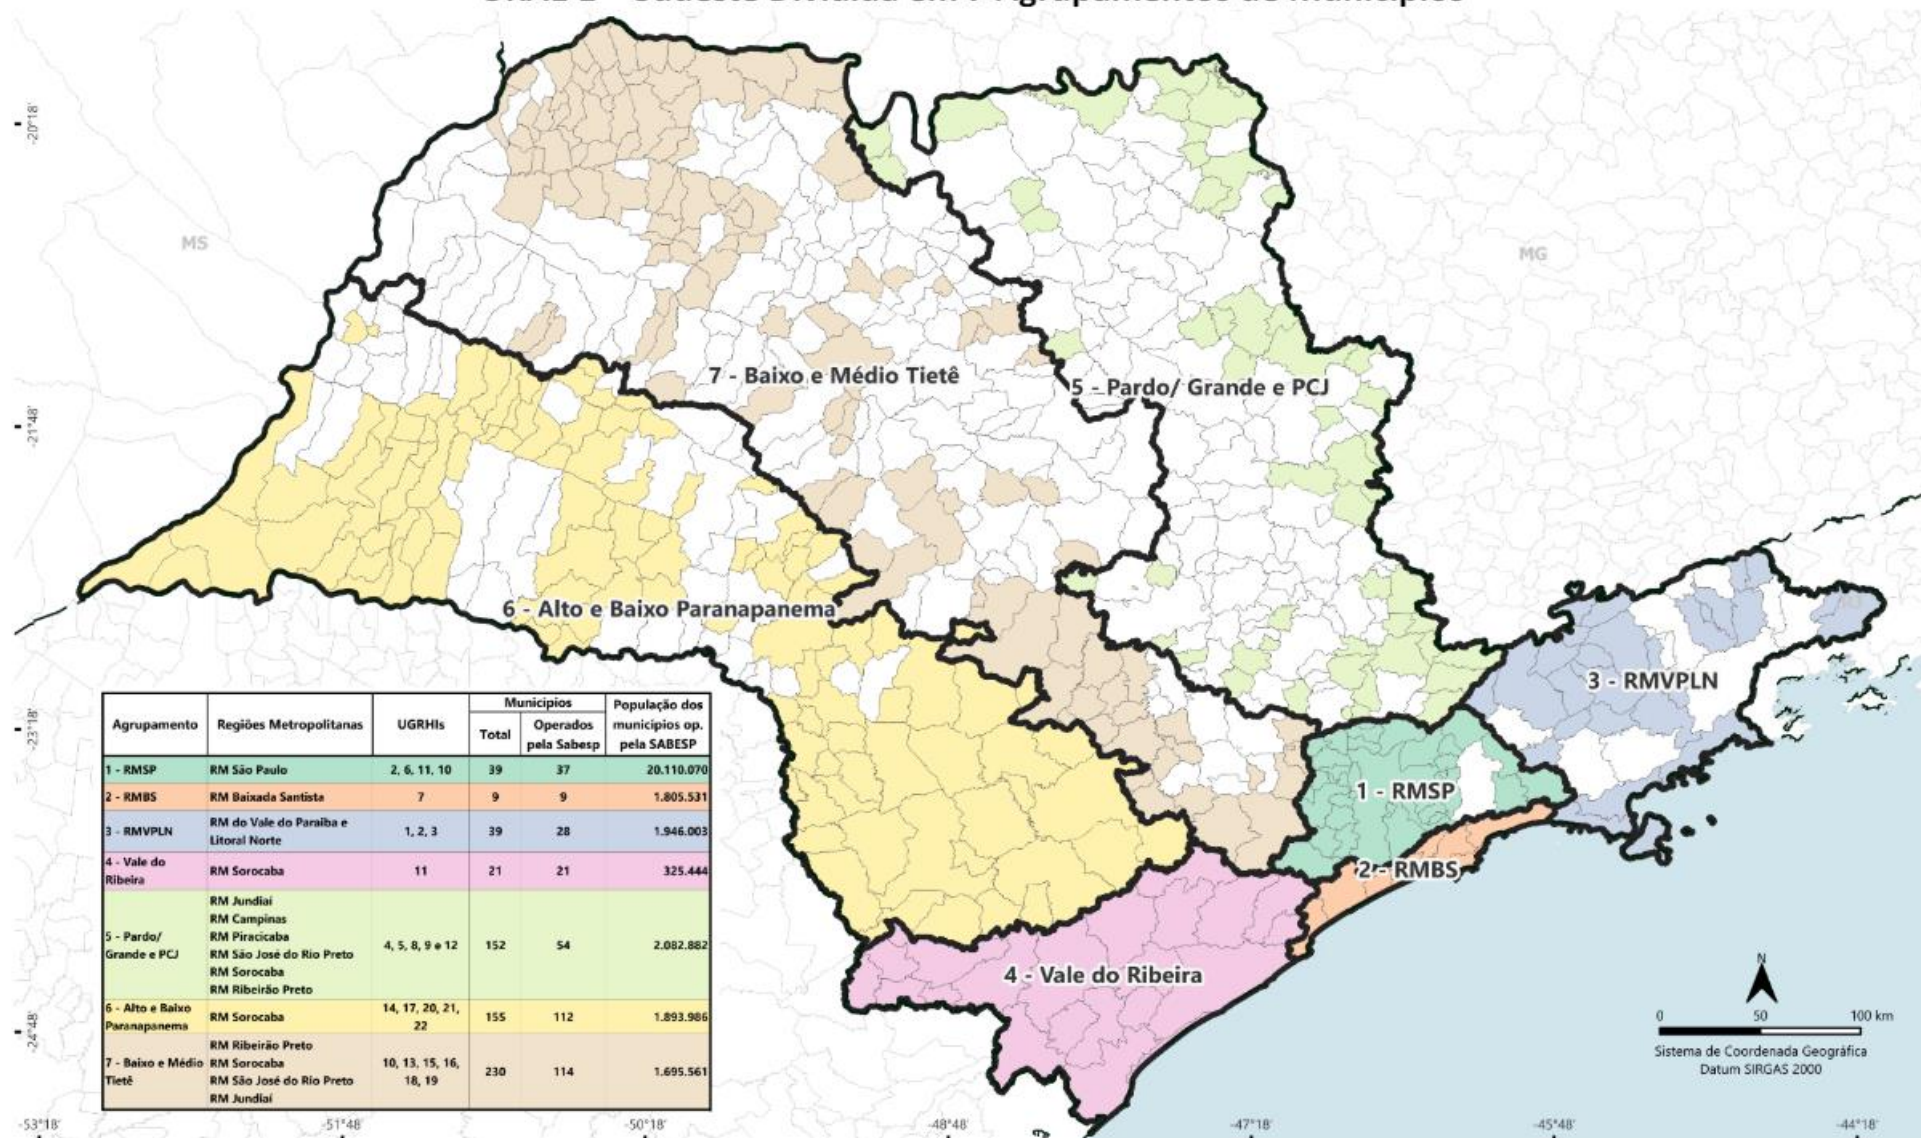 MS
MG
7 - Baixo e Médio Tietê
5 - Pardo/ Grande e PCJ
6 - Alto e Baixo Paranapanema
3 - RMVPLN
1 - RMSP
2 - RMBS
4 - Vale do Ribeira
Agrupamento Regiões Metropolitanas UGRHIs Municípios População dos municípios op. pela SABESP
Total Operados pela Sabesp
1 - RMSP RM São Paulo 2, 6, 11, 10 39 37 20.110.070
2 - RMBS RM Baixada Santista 7 9 9 1.805.531
3 - RMVPLN RM do Vale do Paraíba e Litoral Norte 1, 2, 3 39 28 1.946.003
4 - Vale do Ribeira RM Sorocaba 11 21 21 325.444
5 - Pardo/ Grande e PCJ RM Jundiaí
RM Campinas
RM Piracicaba
RM São José do Rio Preto
RM Sorocaba
RM Ribeirão Preto 4, 5, 8, 9 e 12 152 54 2.082.882
6 - Alto e Baixo Paranapanema RM Sorocaba 14, 17, 20, 21, 22 155 112 1.893.986
7 - Baixo e Médio Tietê RM Ribeirão Preto
RM Sorocaba
RM São José do Rio Preto
RM Jundiaí 10, 13, 15, 16, 18, 19 230 114 1.695.561
N
0 50 100 km
Sistema de Coordenada Geográfica
Datum SIRGAS 2000
-20°18'
-21°48'
-23°18'
-24°48'
-53°18' -51°48' -50°18' -48°48' -47°18' -45°48' -44°18'